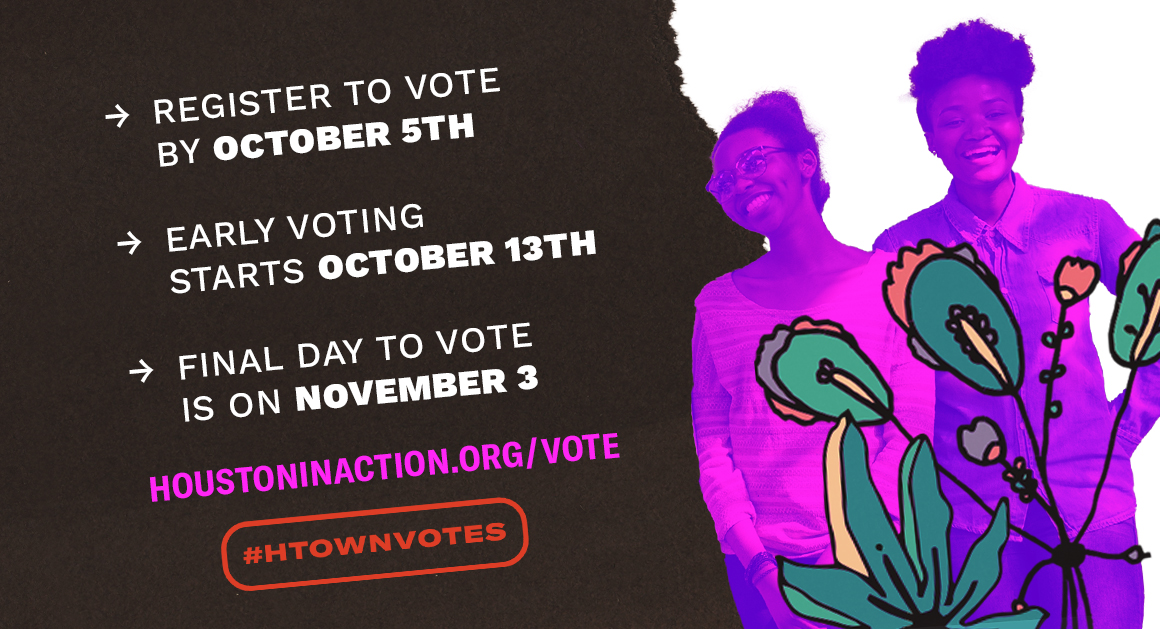 → REGISTER TO VOTE
BY OCTOBER 5TH
→ EARLY VOTING
STARTS OCTOBER 13TH
→ FINAL DAY TO VOTE
IS ON NOVEMBER 3
HOUSTONINACTION.ORG/VOTE
#HTOWNVOTES